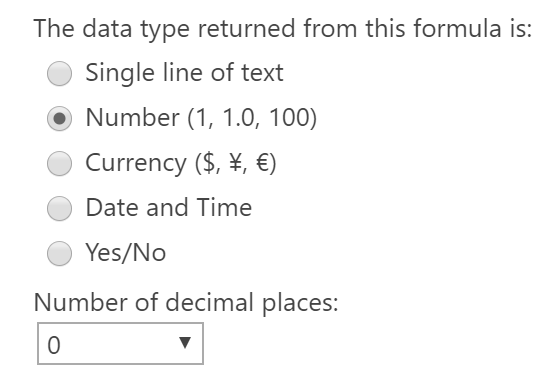 The data type returned from this formula is:
Single line of text
Number (1, 1.0, 100)
Currency ($, ¥, €)
Date and Time
Yes/No
Number of decimal places:
0